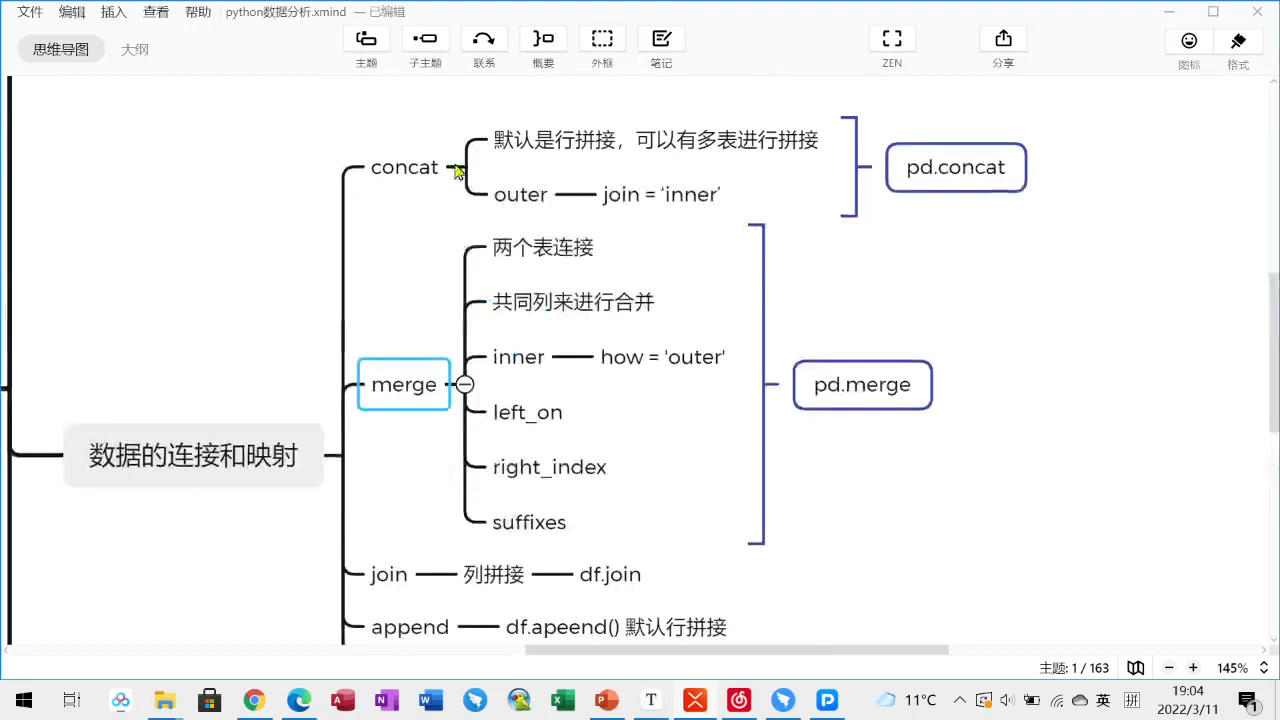 文件 编辑 插入 查看 帮助 python数据分析.xmind — 已编辑
思维导图 大纲
主题 子主题 联系 概要 外框 笔记 ZEN 分享 图标 格式
默认是行拼接，可以有多表进行拼接
concat
pd.concat
outer join = ‘inner’
两个表连接
共同列来进行合并
inner how = 'outer'
merge
pd.merge
left_on
数据的连接和映射
right_index
suffixes
join 列拼接 df.join
append df.apeend() 默认行拼接
主题: 1 / 163 145%
11°C 英 拼 19:04
2022/3/11
1